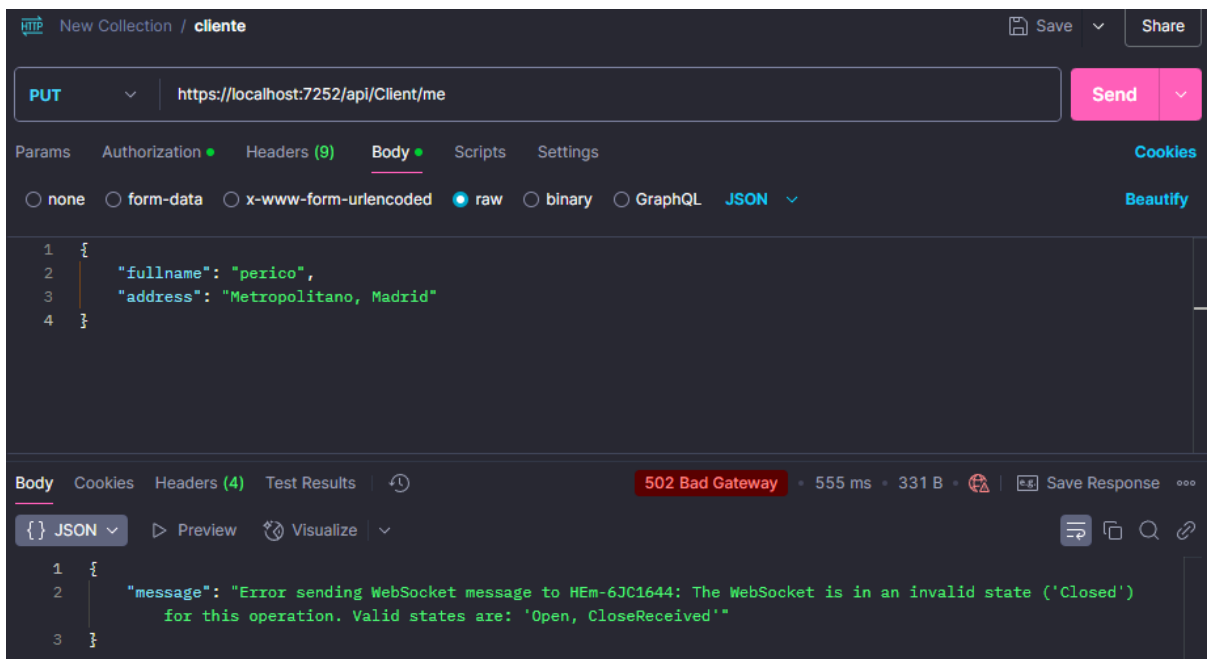 HTTP New Collection / cliente Save Share
PUT https://localhost:7252/api/Client/me Send
Params Authorization Headers (9) Body Scripts Settings Cookies
none form-data x-www-form-urlencoded raw binary GraphQL JSON Beautify
1 {
2 "fullname": "perico",
3 "address": "Metropolitano, Madrid"
4 }
Body Cookies Headers (4) Test Results 502 Bad Gateway 555 ms 331 B e.g. Save Response
{} JSON Preview Visualize
1 {
2 "message": "Error sending WebSocket message to HEm-6JC1644: The WebSocket is in an invalid state ('Closed')
for this operation. Valid states are: 'Open, CloseReceived'"
3 }